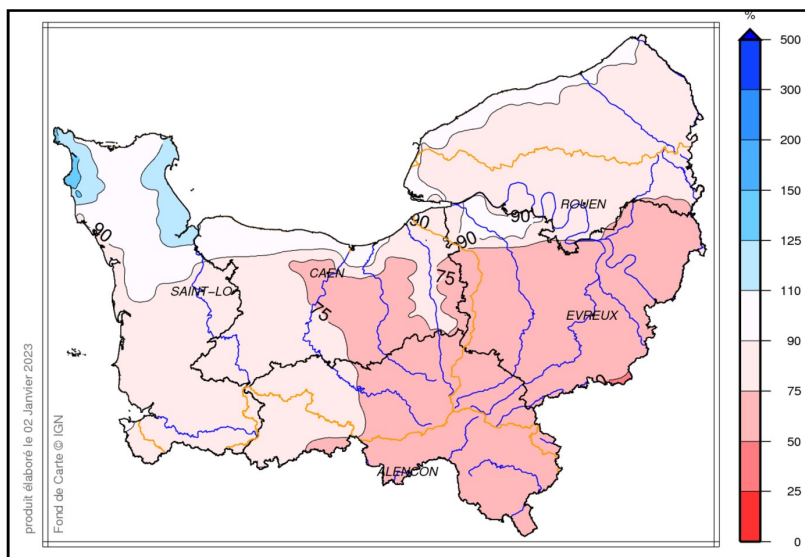 %
500
300
200
150
125
110
90
75
50
25
0
90
90
90
90
ROUEN
CAEN
75
75
SAINT-LO
EVREUX
ALENCON
produit élaboré le 02 Janvier 2023
Fond de Carte © IGN